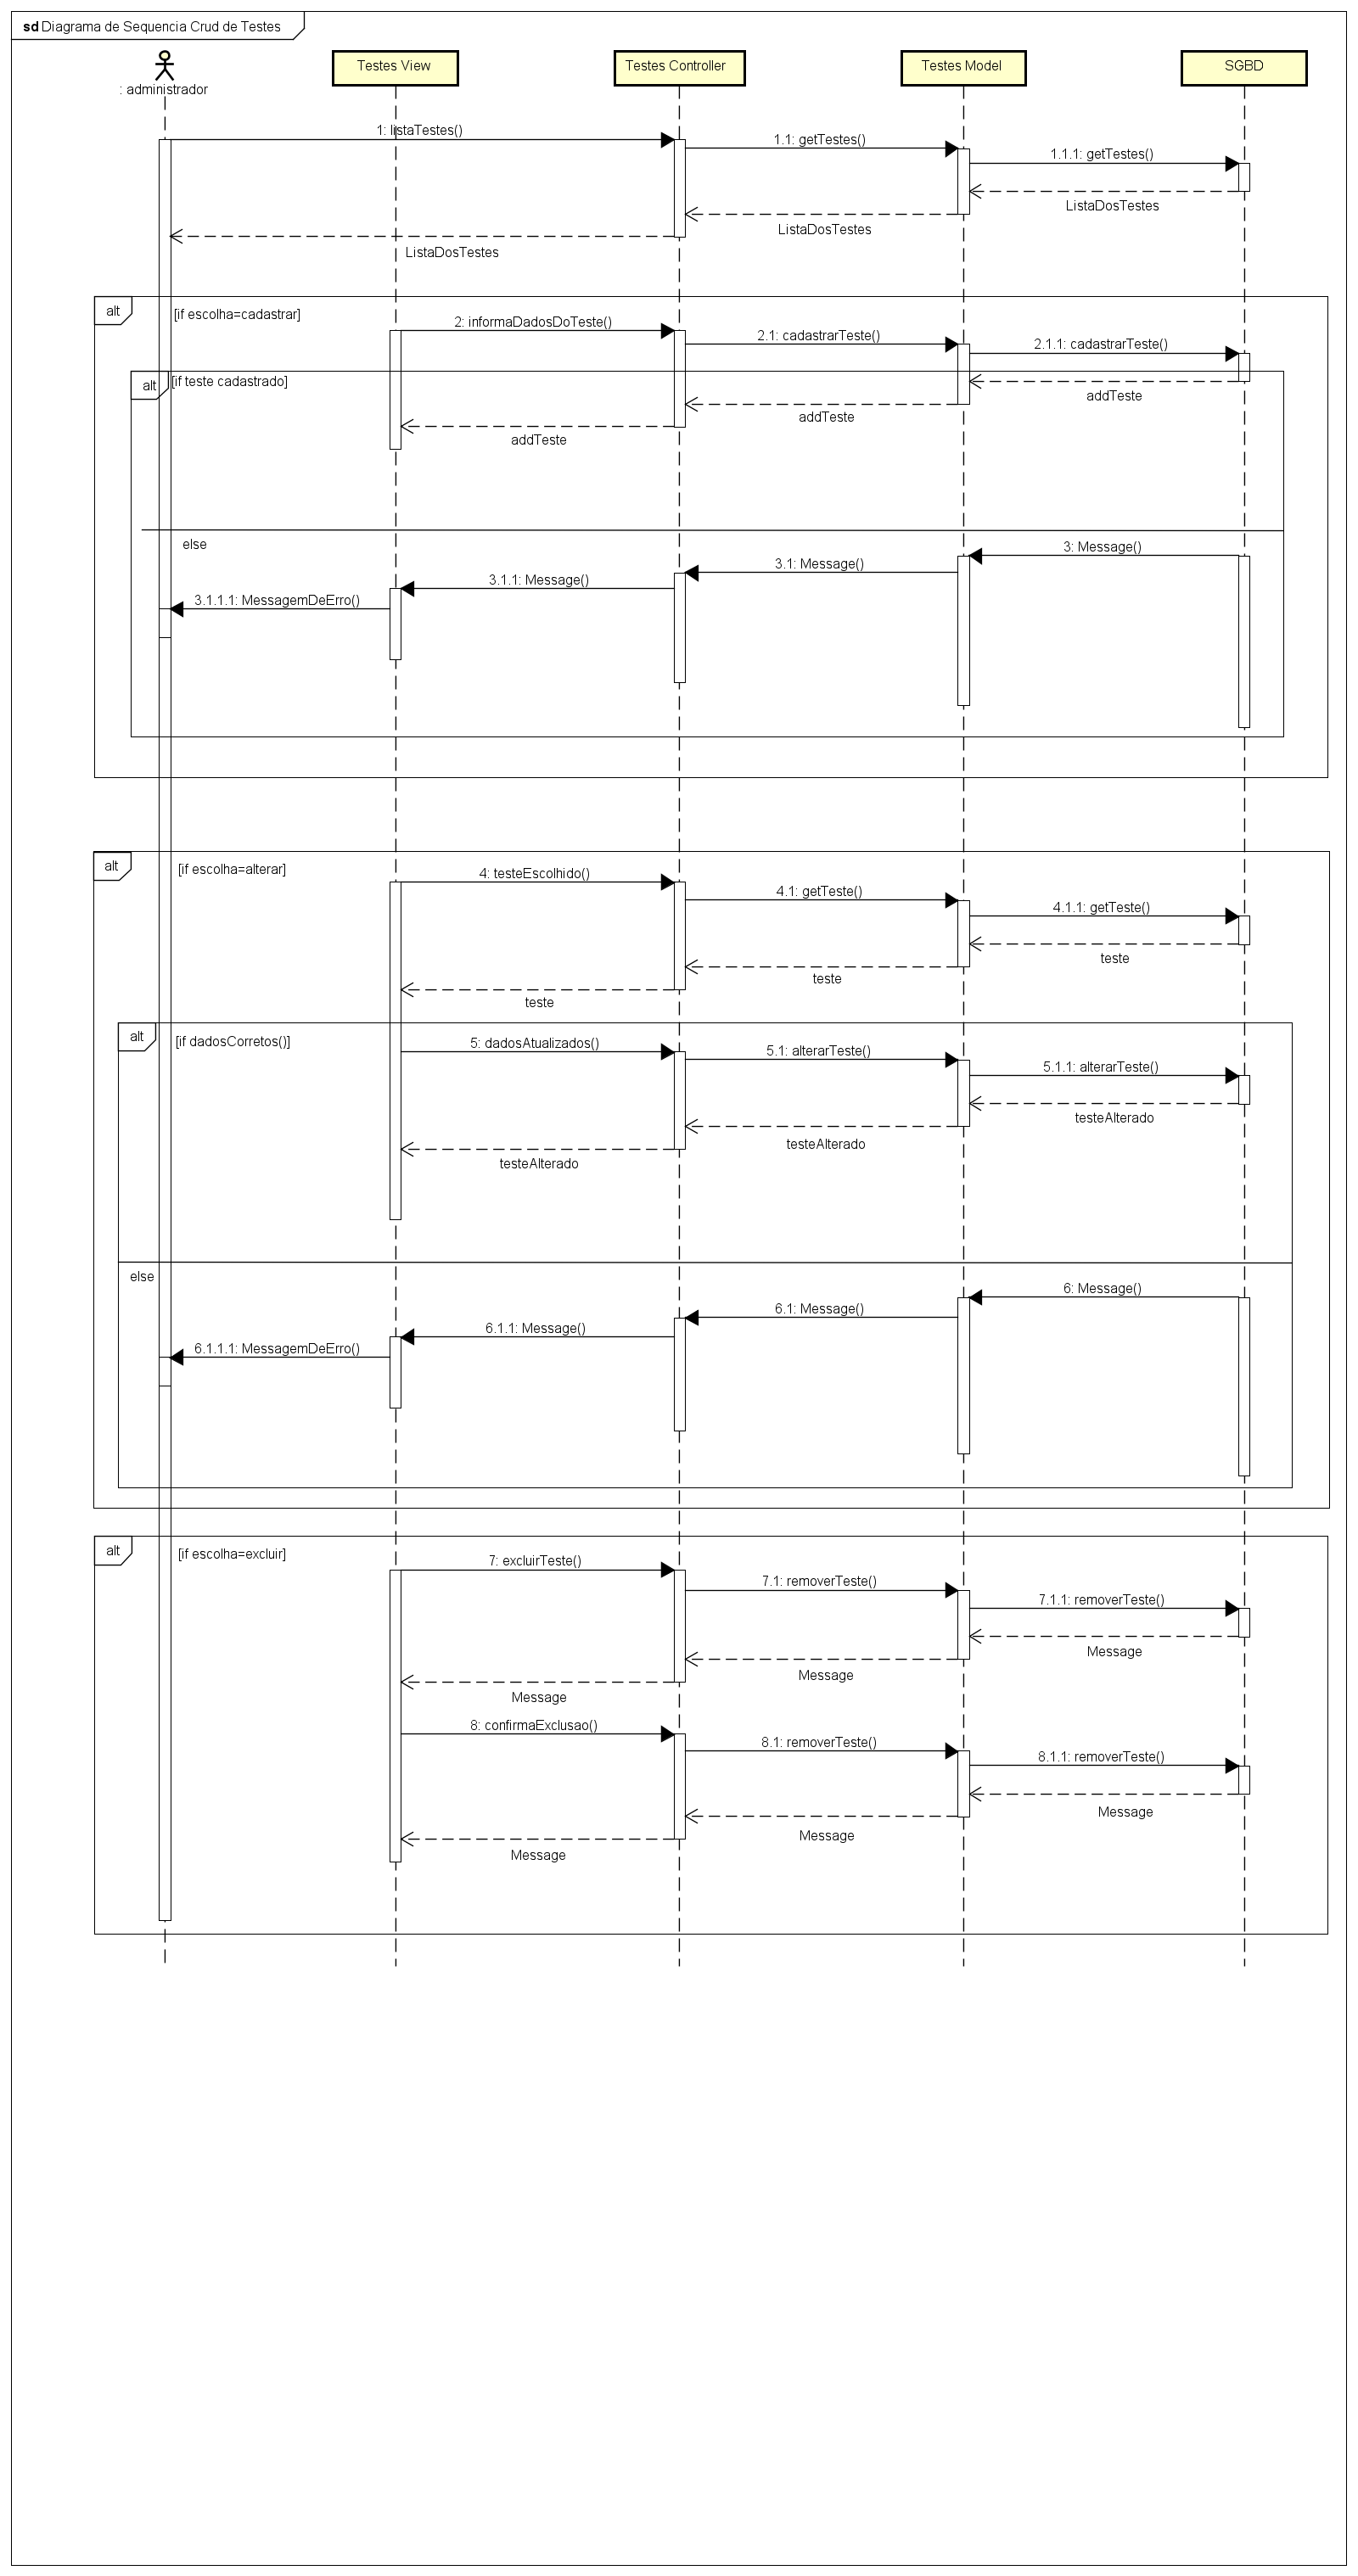 sd Diagrama de Sequencia Crud de Testes
: administrador
Testes View
Testes Controller
Testes Model
SGBD
1: listaTestes()
1.1: getTestes()
1.1.1: getTestes()
ListaDosTestes
ListaDosTestes
ListaDosTestes
alt
[if escolha=cadastrar]
2: informaDadosDoTeste()
2.1: cadastrarTeste()
2.1.1: cadastrarTeste()
alt
[if teste cadastrado]
addTeste
addTeste
addTeste
else
3: Message()
3.1: Message()
3.1.1: Message()
3.1.1.1: MessagemDeErro()
alt
[if escolha=alterar]
4: testeEscolhido()
4.1: getTeste()
4.1.1: getTeste()
teste
teste
teste
alt
[if dadosCorretos()]
5: dadosAtualizados()
5.1: alterarTeste()
5.1.1: alterarTeste()
testeAlterado
testeAlterado
testeAlterado
else
6: Message()
6.1: Message()
6.1.1: Message()
6.1.1.1: MessagemDeErro()
alt
[if escolha=excluir]
7: excluirTeste()
7.1: removerTeste()
7.1.1: removerTeste()
Message
Message
Message
8: confirmaExclusao()
8.1: removerTeste()
8.1.1: removerTeste()
Message
Message
Message